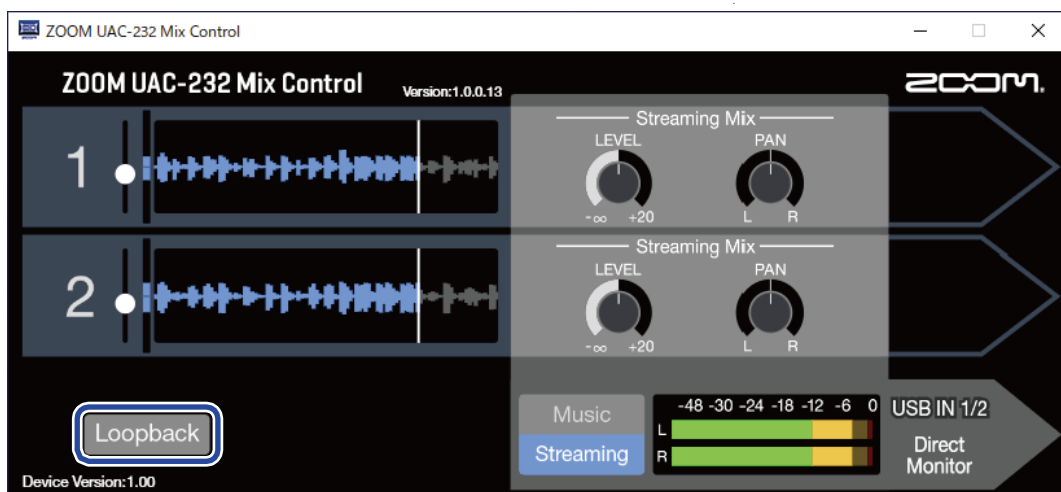 ZOOM UAC-232 Mix Control
ZOOM UAC-232 Mix Control
Version:1.0.0.13
ZOOM
1
Streaming Mix
LEVEL
PAN
-∞ +20
L R
2
Streaming Mix
LEVEL
PAN
-∞ +20
L R
Loopback
Device Version:1.00
Music
Streaming
-48 -30 -24 -18 -12 -6 0
L
R
USB IN 1/2
Direct
Monitor